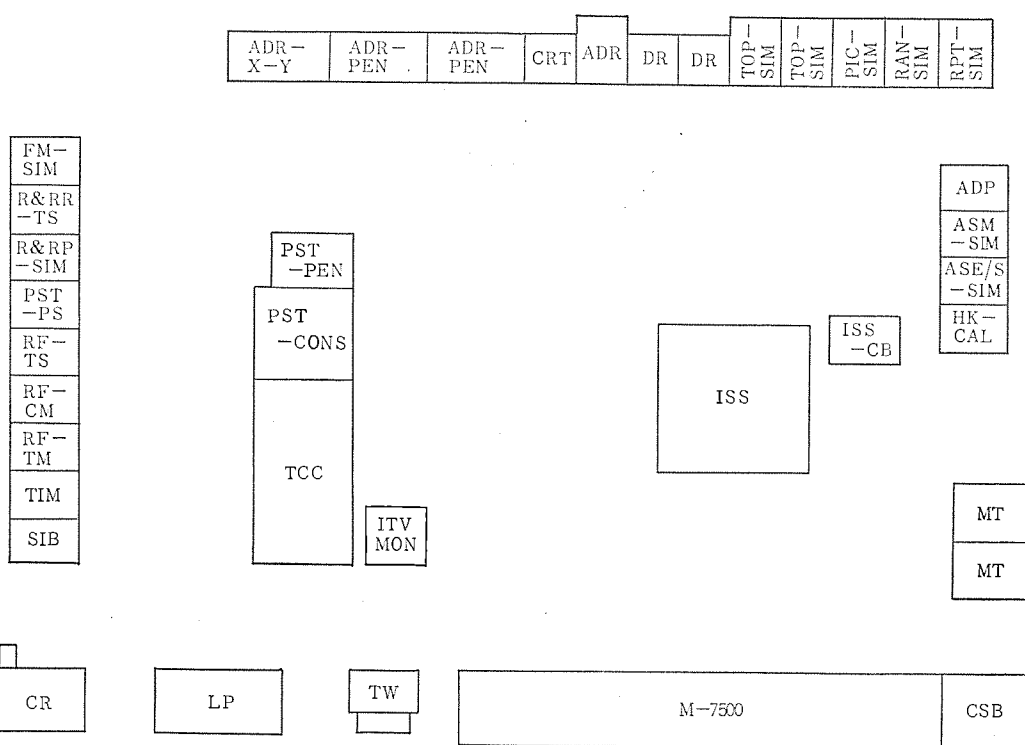 ADR-
X-Y
ADR-
PEN
ADR-
PEN
CRT
ADR
DR
DR
TOP-
SIM
TOP-
SIM
PIC-
SIM
RAN-
SIM
RPT-
SIM
FM-
SIM
R&RR
-TS
R&RP
-SIM
PST
-PS
RF-
TS
RF-
CM
RF-
TM
TIM
SIB
PST
-PEN
PST
-CONS
TCC
ITV
MON
ISS
ISS
-CB
ADP
ASM
-SIM
ASE/S
-SIM
HK-
CAL
MT
MT
CR
LP
TW
M-7500
CSB